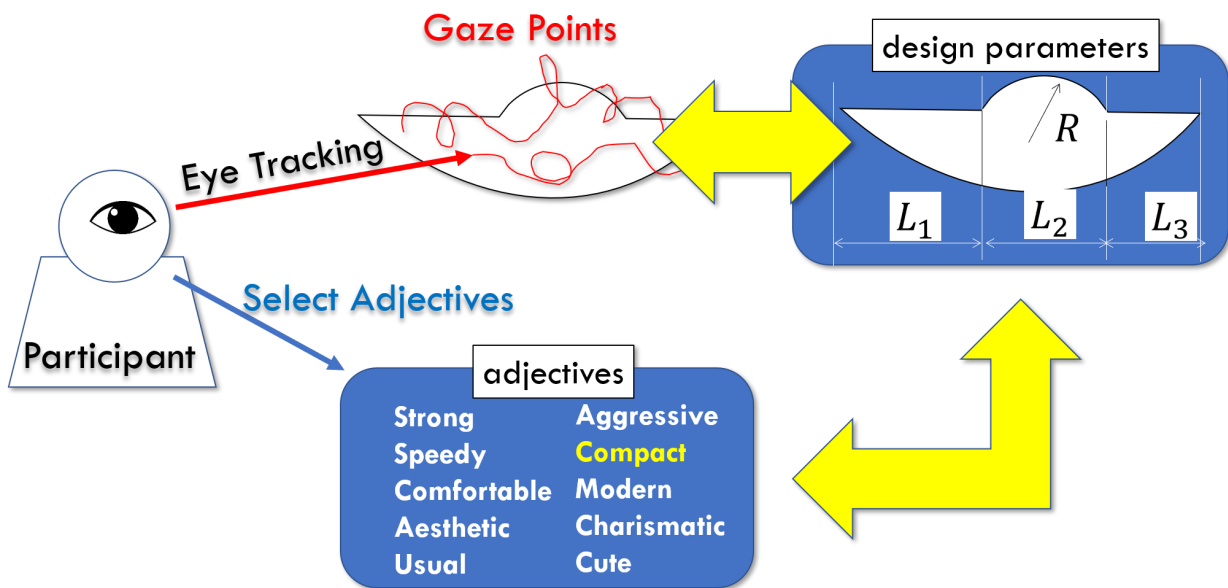 Gaze Points
design parameters
R
Eye Tracking
L₁ L₂ L₃
Select Adjectives
Participant
adjectives
Strong Aggressive
Speedy Compact
Comfortable Modern
Aesthetic Charismatic
Usual Cute